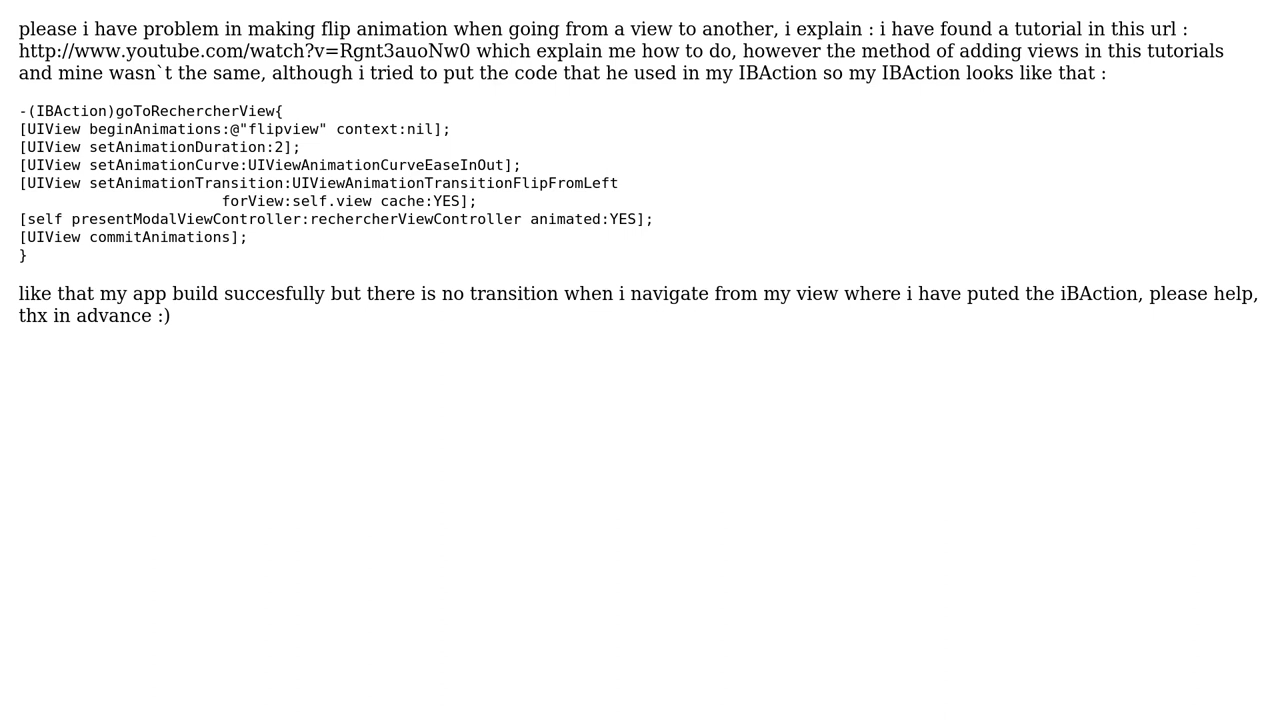 please i have problem in making flip animation when going from a view to another, i explain : i have found a tutorial in this url :
http://www.youtube.com/watch?v=Rgnt3auoNw0 which explain me how to do, however the method of adding views in this tutorials
and mine wasn`t the same, although i tried to put the code that he used in my IBAction so my IBAction looks like that :
-(IBAction)goToRechercherView{
[UIView beginAnimations:@"flipview" context:nil];
[UIView setAnimationDuration:2];
[UIView setAnimationCurve:UIViewAnimationCurveEaseInOut];
[UIView setAnimationTransition:UIViewAnimationTransitionFlipFromLeft
                       forView:self.view cache:YES];
[self presentModalViewController:rechercherViewController animated:YES];
[UIView commitAnimations];
}
like that my app build succesfully but there is no transition when i navigate from my view where i have puted the iBAction, please help,
thx in advance :)